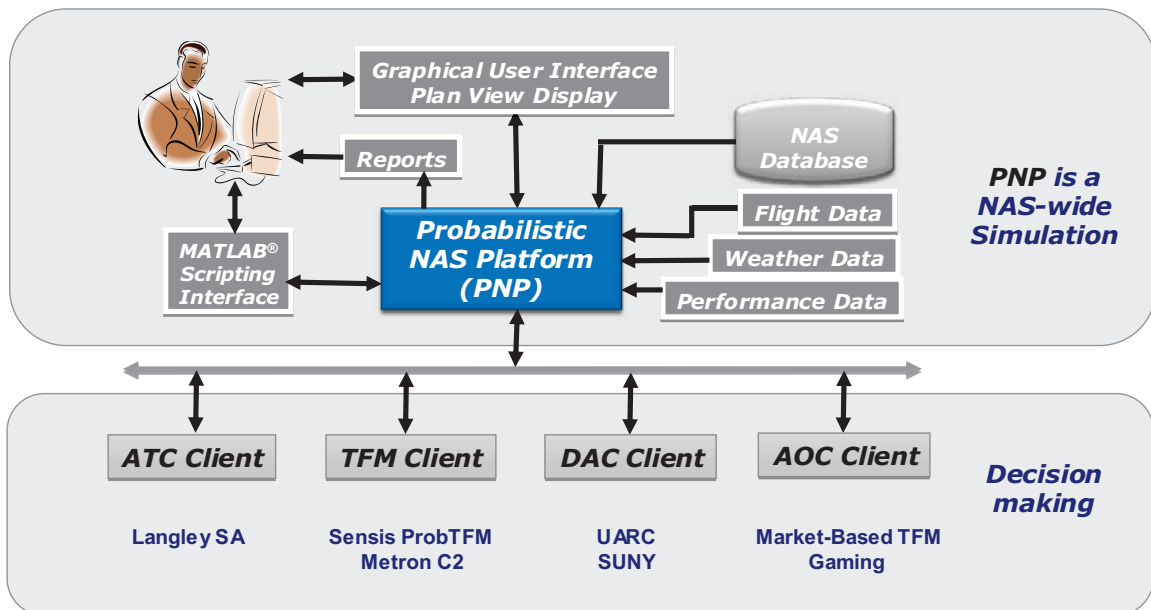 Graphical User Interface
Plan View Display
NAS
Database
Reports
PNP is a
NAS-wide
Simulation
Flight Data
Probabilistic
NAS Platform
(PNP)
MATLAB®
Scripting
Interface
Weather Data
Performance Data
ATC Client
TFM Client
DAC Client
AOC Client
Decision
making
Langley SA
Sensis ProbTFM
Metron C2
UARC
SUNY
Market-Based TFM
Gaming